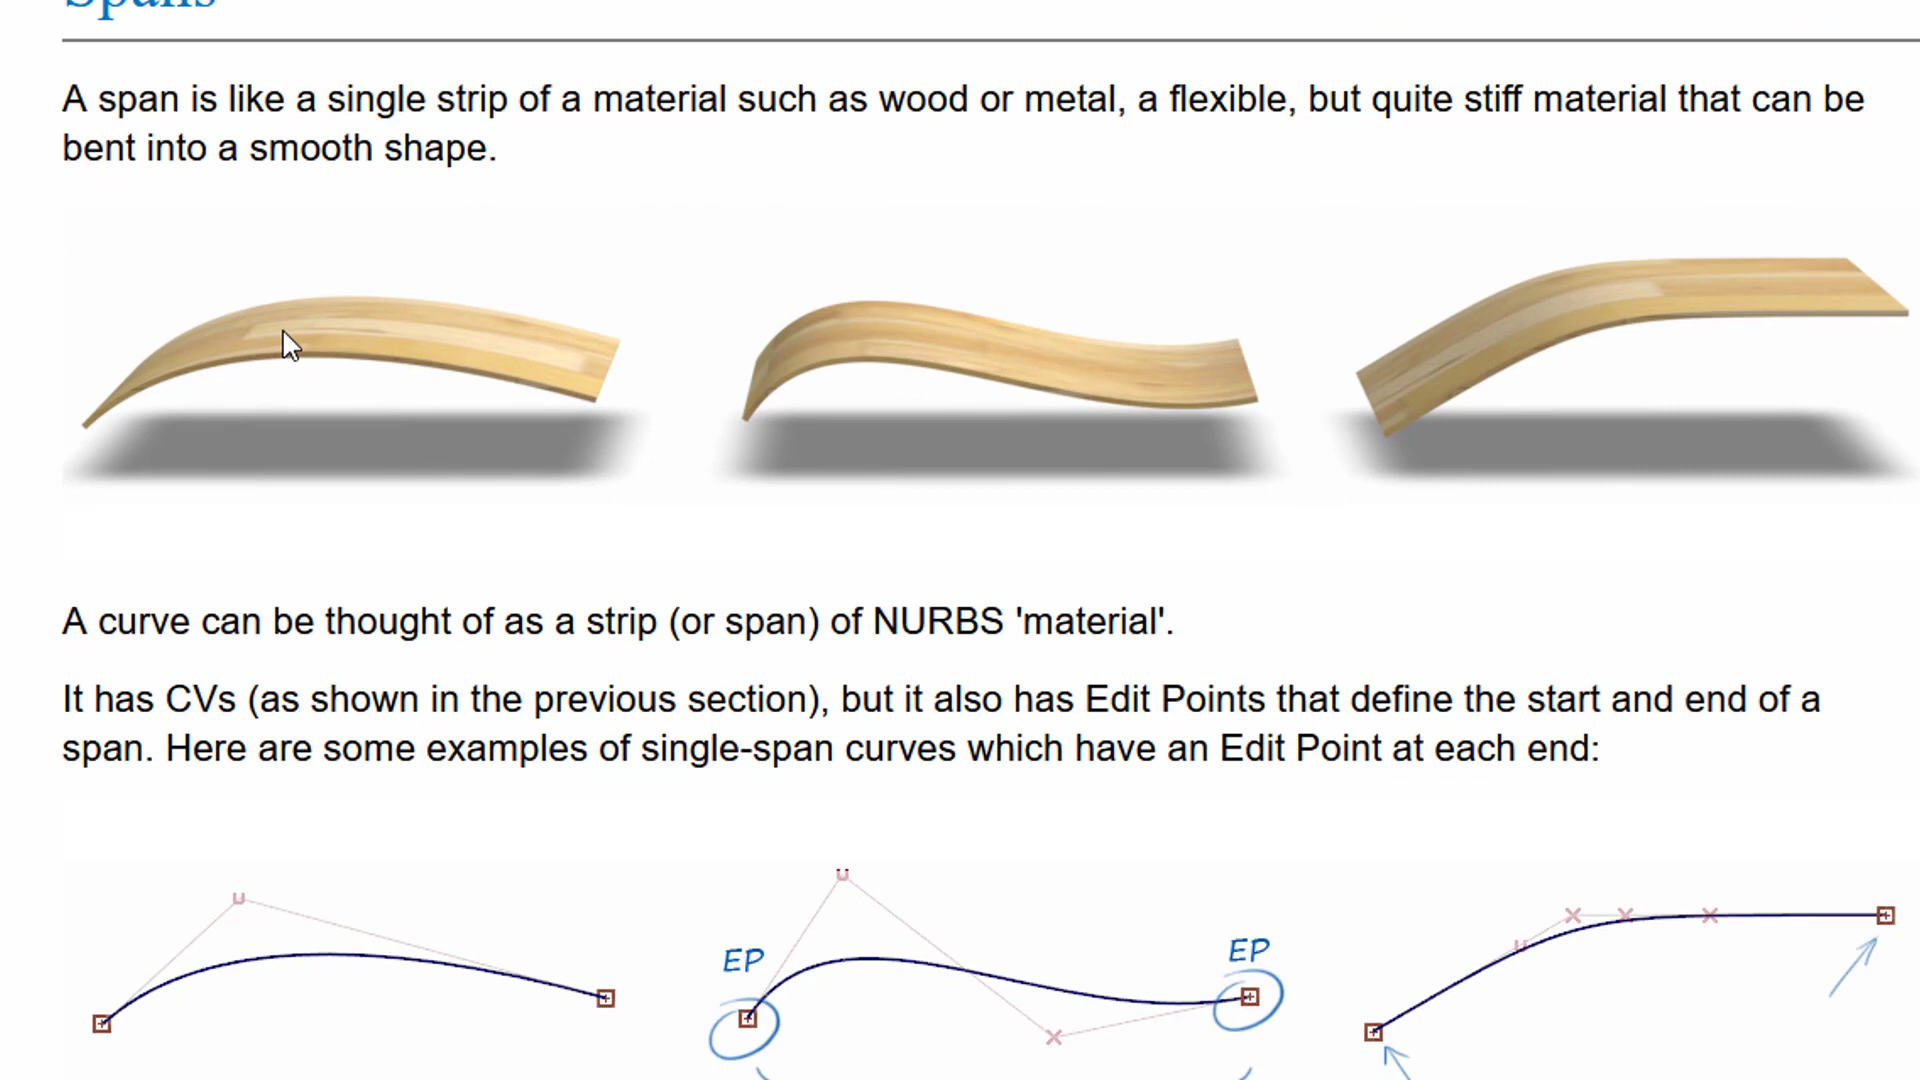 Spans
A span is like a single strip of a material such as wood or metal, a flexible, but quite stiff material that can be
bent into a smooth shape.
A curve can be thought of as a strip (or span) of NURBS 'material'.
It has CVs (as shown in the previous section), but it also has Edit Points that define the start and end of a
span. Here are some examples of single-span curves which have an Edit Point at each end:
EP
EP